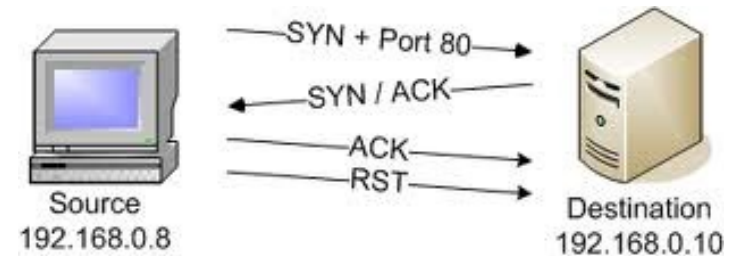 SYN + Port 80
SYN / ACK
ACK
RST
Source
192.168.0.8
Destination
192.168.0.10